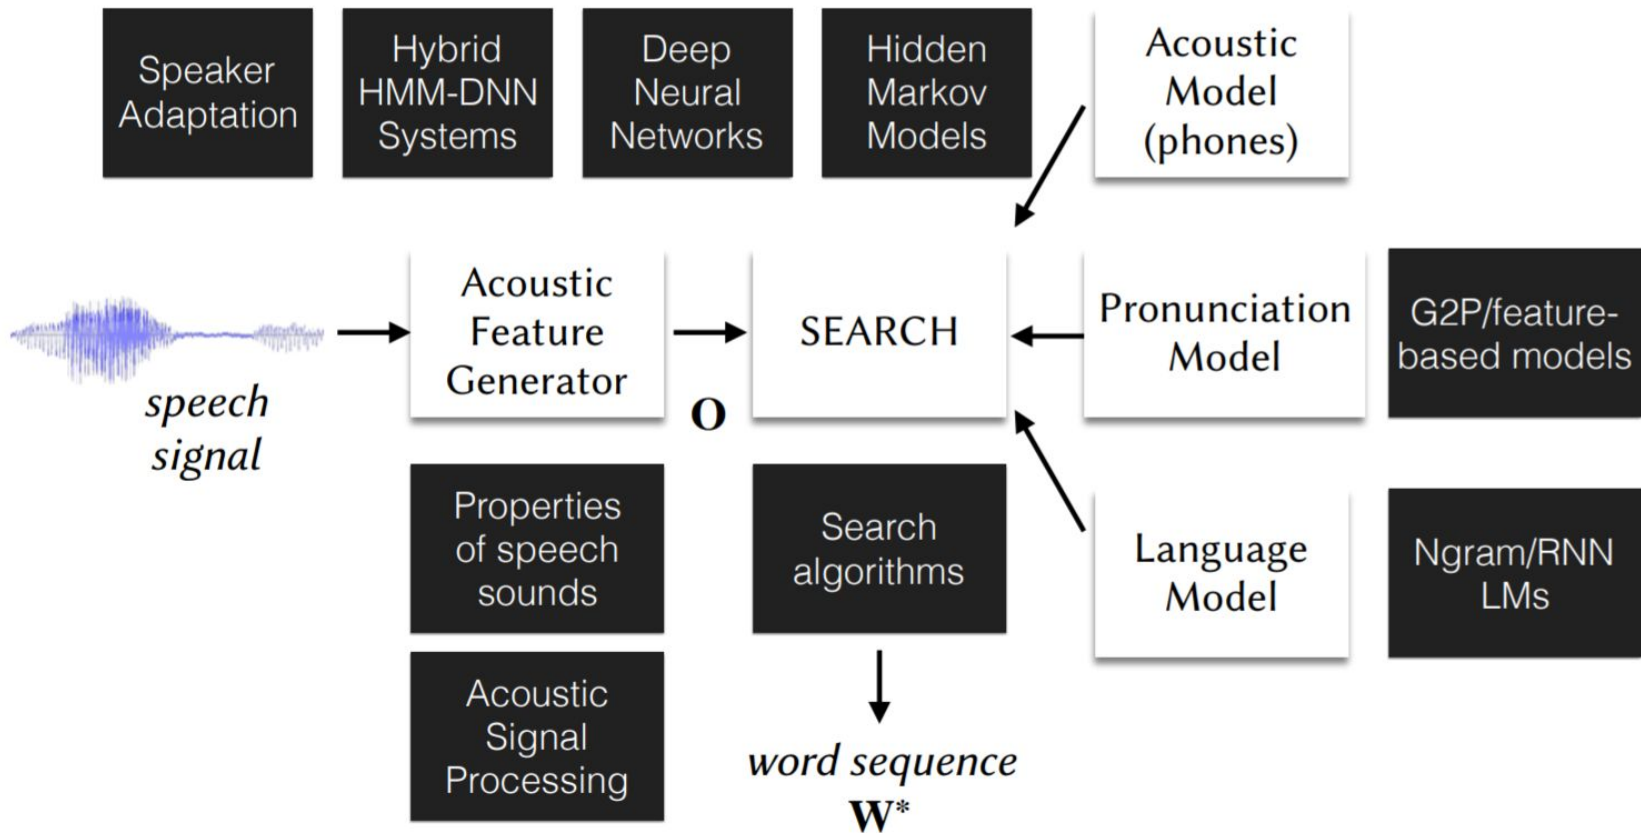 Speaker
Adaptation
Hybrid
HMM-DNN
Systems
Deep
Neural
Networks
Hidden
Markov
Models
Acoustic
Model
(phones)
speech
signal
Acoustic
Feature
Generator
O
SEARCH
Pronunciation
Model
G2P/feature-
based models
Properties
of speech
sounds
Search
algorithms
Language
Model
Ngram/RNN
LMs
Acoustic
Signal
Processing
word sequence
W*